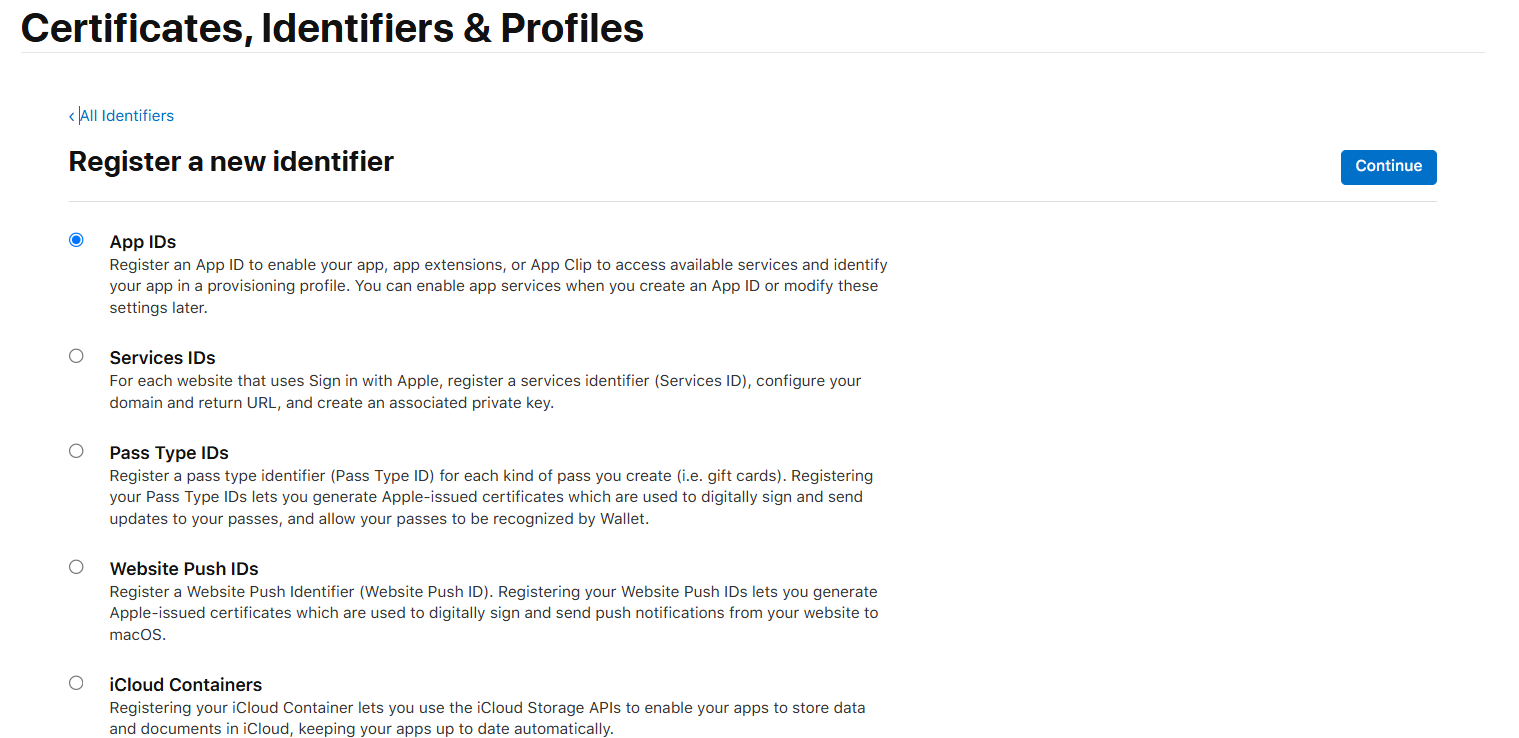 Certificates, Identifiers & Profiles
‹ All Identifiers
Register a new identifier
Continue
App IDs
Register an App ID to enable your app, app extensions, or App Clip to access available services and identify
your app in a provisioning profile. You can enable app services when you create an App ID or modify these
settings later.
Services IDs
For each website that uses Sign in with Apple, register a services identifier (Services ID), configure your
domain and return URL, and create an associated private key.
Pass Type IDs
Register a pass type identifier (Pass Type ID) for each kind of pass you create (i.e. gift cards). Registering
your Pass Type IDs lets you generate Apple-issued certificates which are used to digitally sign and send
updates to your passes, and allow your passes to be recognized by Wallet.
Website Push IDs
Register a Website Push Identifier (Website Push ID). Registering your Website Push IDs lets you generate
Apple-issued certificates which are used to digitally sign and send push notifications from your website to
macOS.
iCloud Containers
Registering your iCloud Container lets you use the iCloud Storage APIs to enable your apps to store data
and documents in iCloud, keeping your apps up to date automatically.